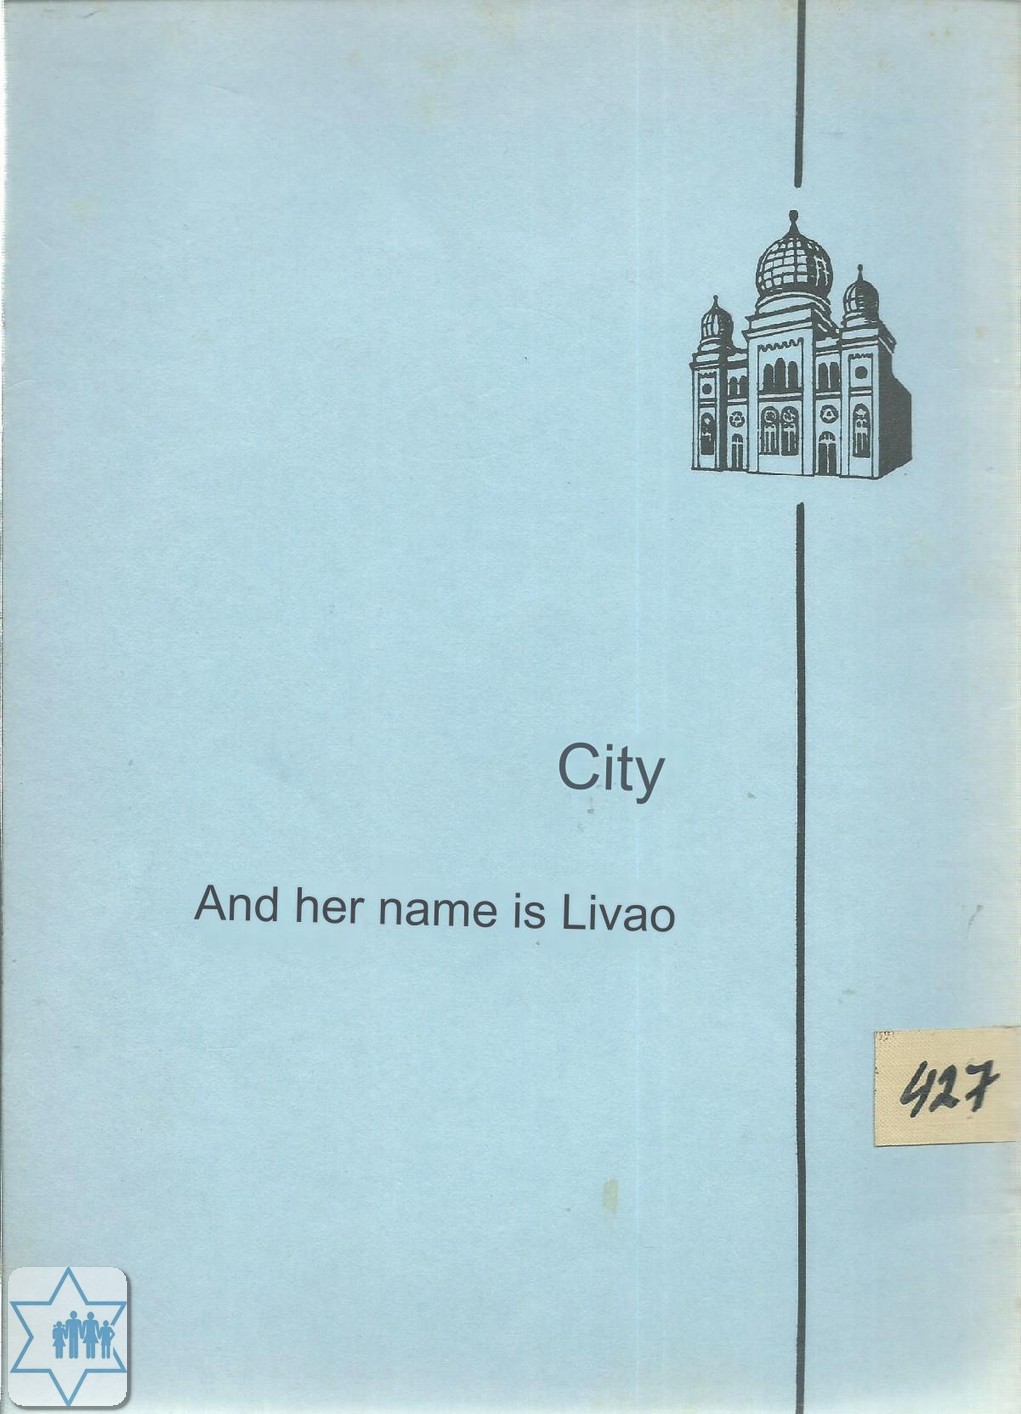 City
And her name is Livao
427